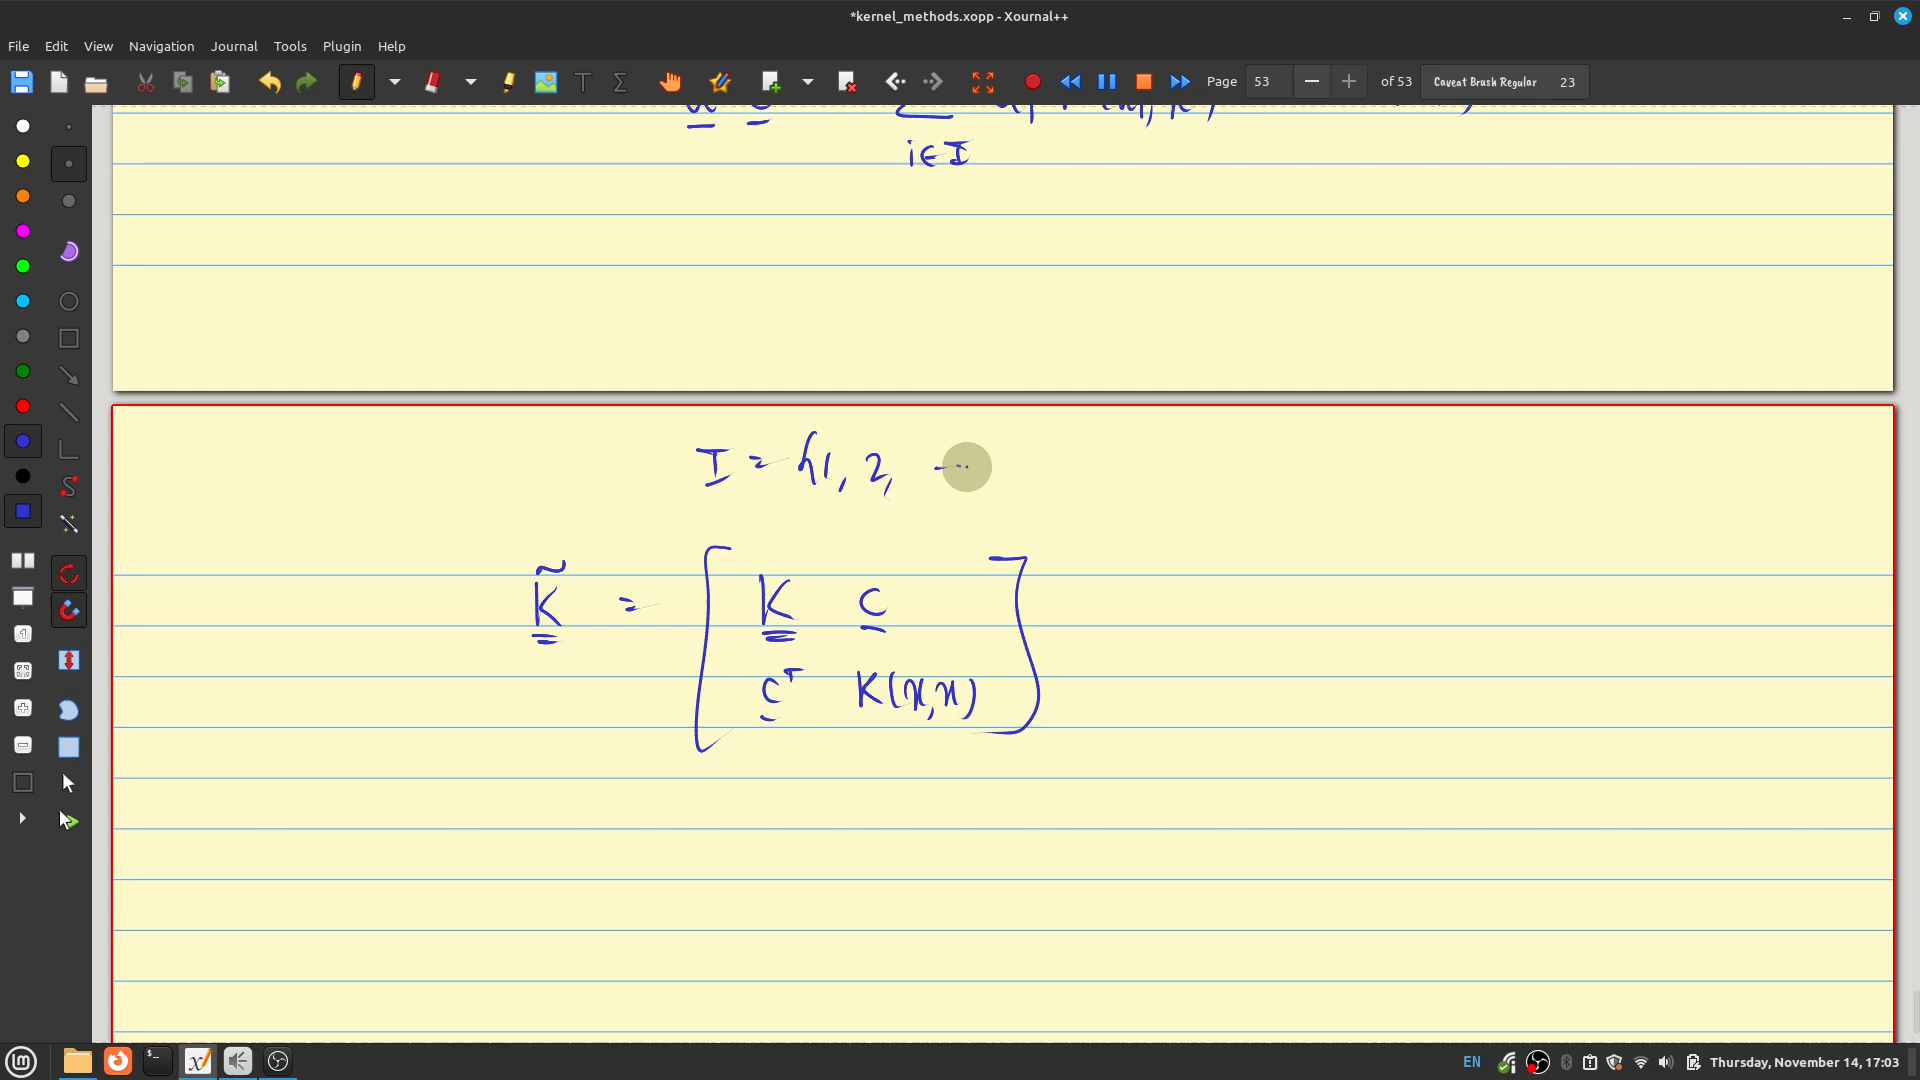 *kernel_methods.xopp - Xournal++
File Edit View Navigation Journal Tools Plugin Help
Page 53 of 53 Caveat Brush Regular 23
i∈I
I = {1, 2, ...
K̃ = [ K c
cᵀ K(x,x) ]
EN Thursday, November 14, 17:03